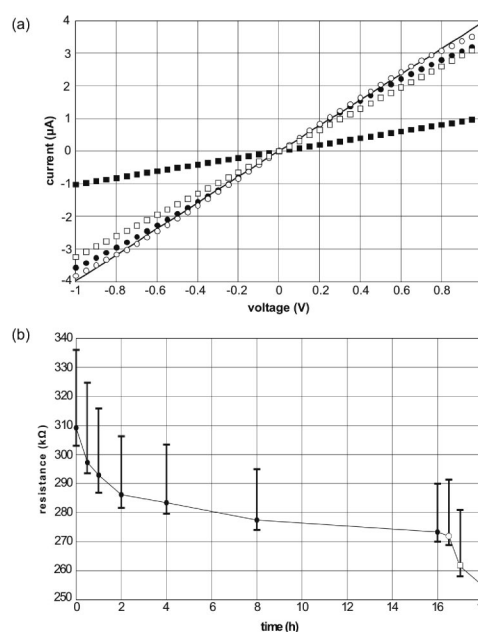 (a)
4
3
2
1
0
-1
-2
-3
-4
current (µA)
-1 -0.8 -0.6 -0.4 -0.2 0 0.2 0.4 0.6 0.8
voltage (V)
(b)
340
330
320
310
300
290
280
270
260
250
resistance (kΩ)
0 2 4 6 8 10 12 14 16 18
time (h)